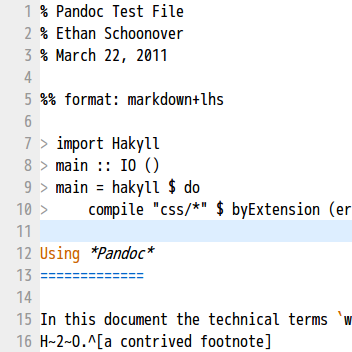 1 % Pandoc Test File
2 % Ethan Schoonover
3 % March 22, 2011
4
5 %% format: markdown+lhs
6
7 > import Hakyll
8 > main :: IO ()
9 > main = hakyll $ do
10 >     compile "css/*" $ byExtension (er
11
12 Using *Pandoc*
13 =============
14
15 In this document the technical terms `w
16 H~2~O.^[a contrived footnote]